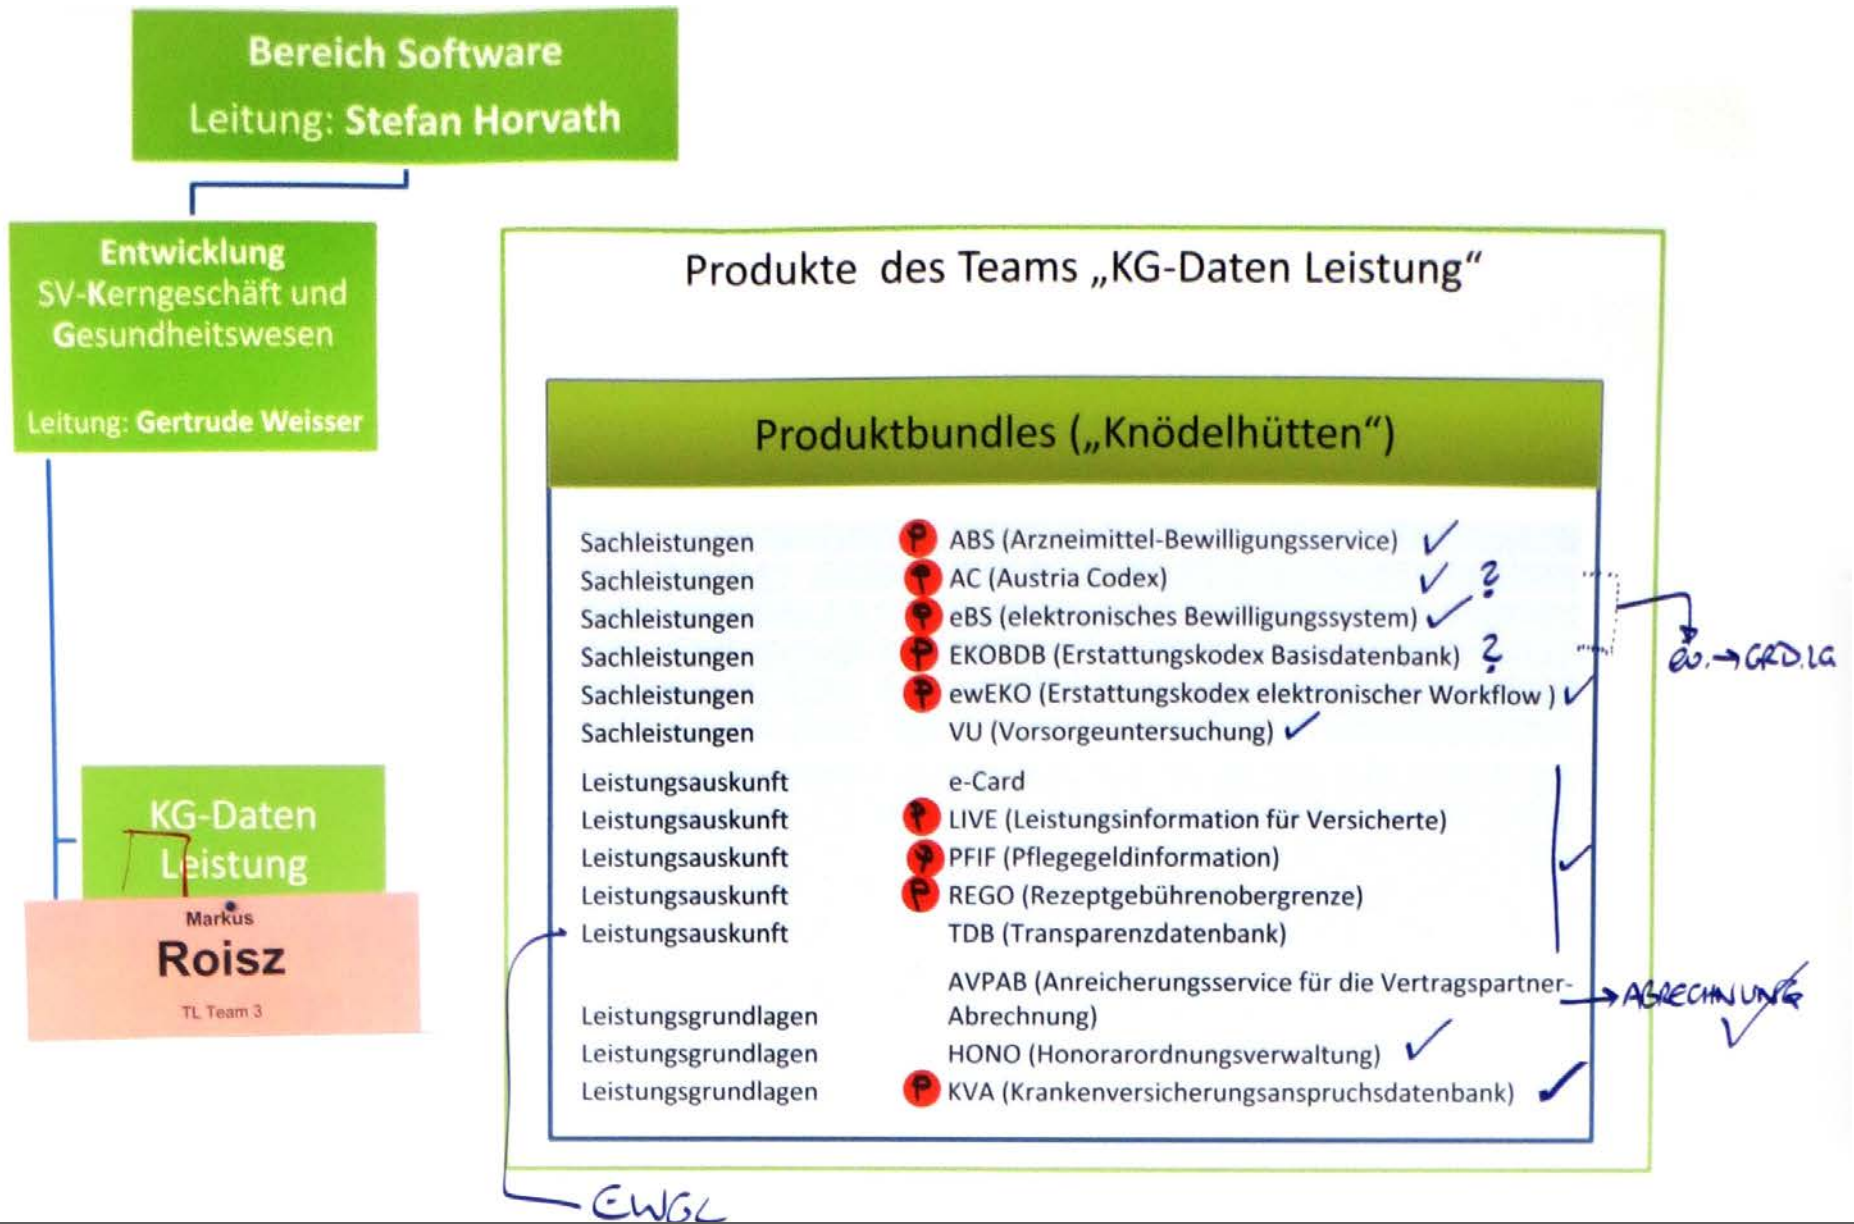 Bereich Software
Leitung: Stefan Horvath
Entwicklung
SV-Kerngeschäft und
Gesundheitswesen
Leitung: Gertrude Weisser
KG-Daten
Leistung
Markus
Roisz
TL Team 3
Produkte des Teams „KG-Daten Leistung“
Produktbundles („Knödelhütten“)
Sachleistungen P ABS (Arzneimittel-Bewilligungsservice) ✓
Sachleistungen P AC (Austria Codex) ✓ ?
Sachleistungen P eBS (elektronisches Bewilligungssystem) ✓
Sachleistungen P EKOBDB (Erstattungskodex Basisdatenbank) ?
ev. → GRD.LG
Sachleistungen P ewEKO (Erstattungskodex elektronischer Workflow ) ✓
Sachleistungen VU (Vorsorgeuntersuchung) ✓
Leistungsauskunft e-Card
Leistungsauskunft P LIVE (Leistungsinformation für Versicherte)
Leistungsauskunft P PFIF (Pflegegeldinformation) ✓
Leistungsauskunft P REGO (Rezeptgebührenobergrenze)
Leistungsauskunft TDB (Transparenzdatenbank)
AVPAB (Anreicherungsservice für die Vertragspartner- → ABRECHNUNG ✓
Leistungsgrundlagen Abrechnung)
Leistungsgrundlagen HONO (Honorarordnungsverwaltung) ✓
Leistungsgrundlagen P KVA (Krankenversicherungsanspruchsdatenbank) ✓
EWGL